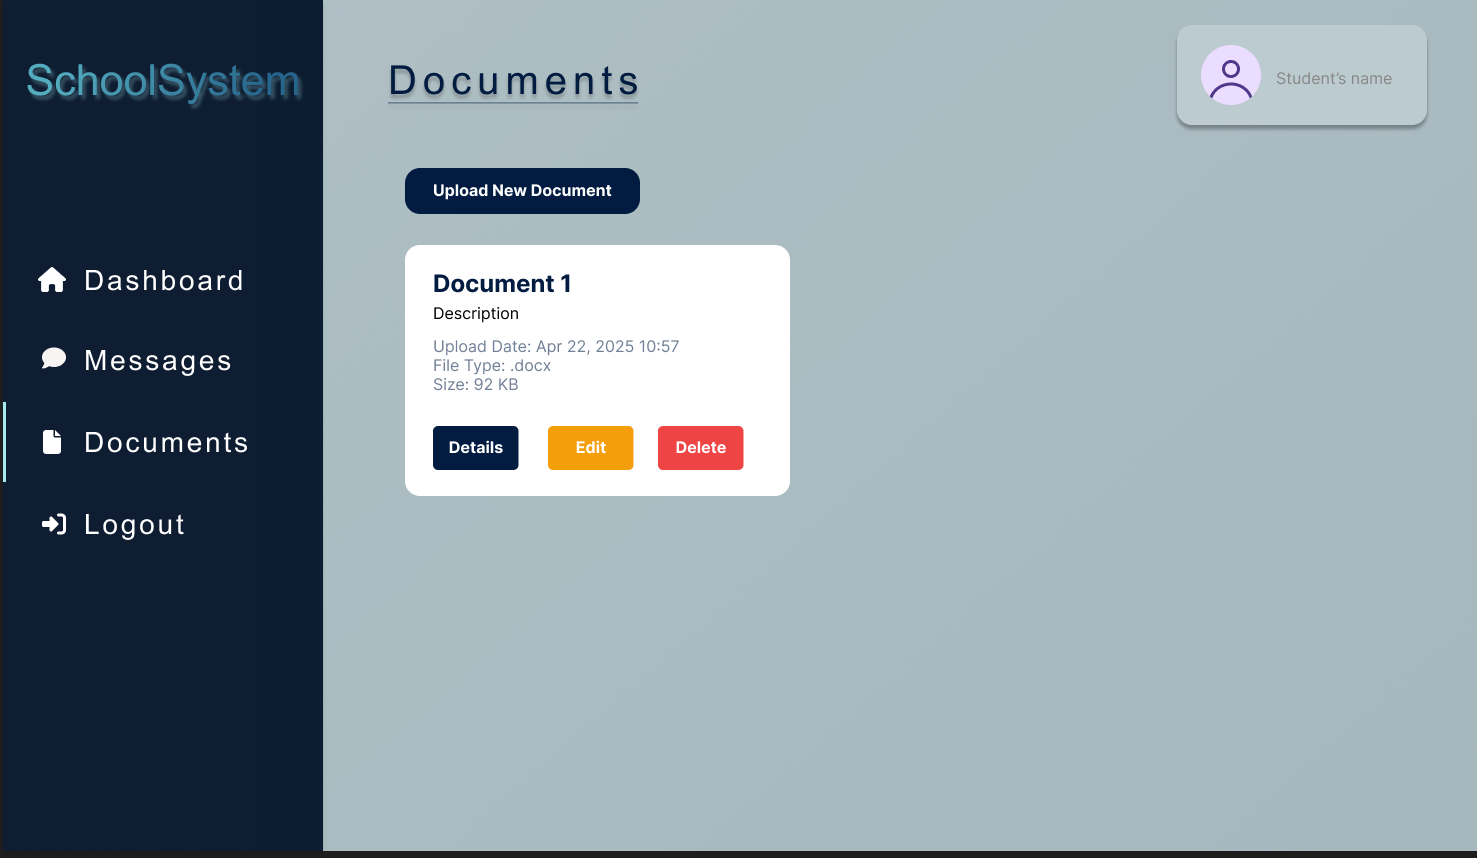 SchoolSystem
Dashboard
Messages
Documents
Logout
Documents
Student's name
Upload New Document
Document 1
Description
Upload Date: Apr 22, 2025 10:57
File Type: .docx
Size: 92 KB
Details
Edit
Delete